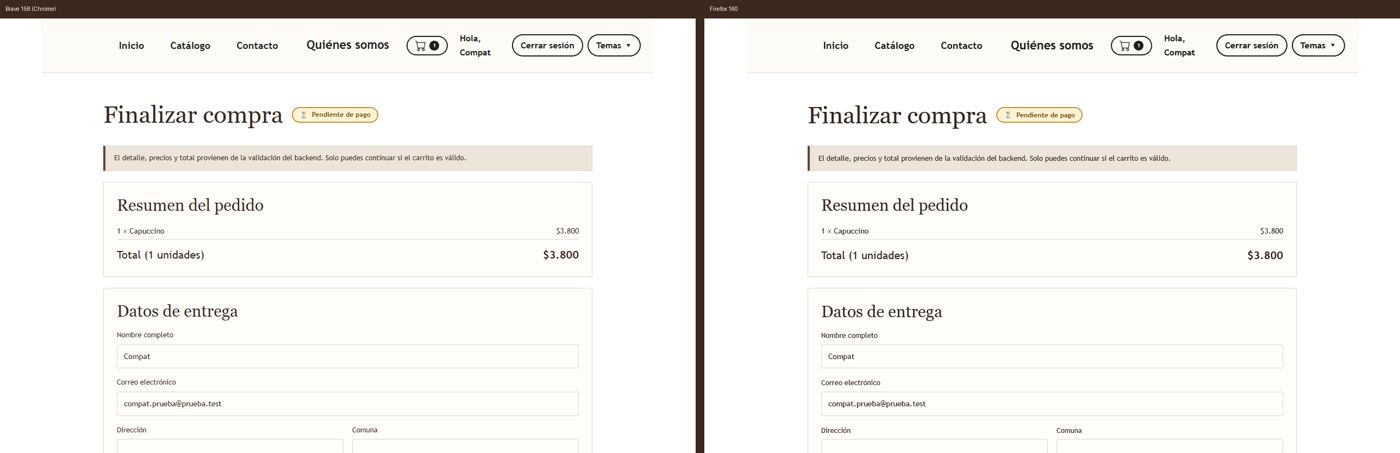 Brave 158 (Chrome)
Inicio Catálogo Contacto Quiénes somos 1 Hola, Compat Cerrar sesión Temas ▾
Finalizar compra ⏳ Pendiente de pago
El detalle, precios y total provienen de la validación del backend. Solo puedes continuar si el carrito es válido.
Resumen del pedido
1 × Capuccino $3.800
Total (1 unidades) $3.800
Datos de entrega
Nombre completo
Compat
Correo electrónico
compat.prueba@prueba.test
Dirección Comuna
Firefox 160
Inicio Catálogo Contacto Quiénes somos 1 Hola, Compat Cerrar sesión Temas ▾
Finalizar compra ⏳ Pendiente de pago
El detalle, precios y total provienen de la validación del backend. Solo puedes continuar si el carrito es válido.
Resumen del pedido
1 × Capuccino $3.800
Total (1 unidades) $3.800
Datos de entrega
Nombre completo
Compat
Correo electrónico
compat.prueba@prueba.test
Dirección Comuna